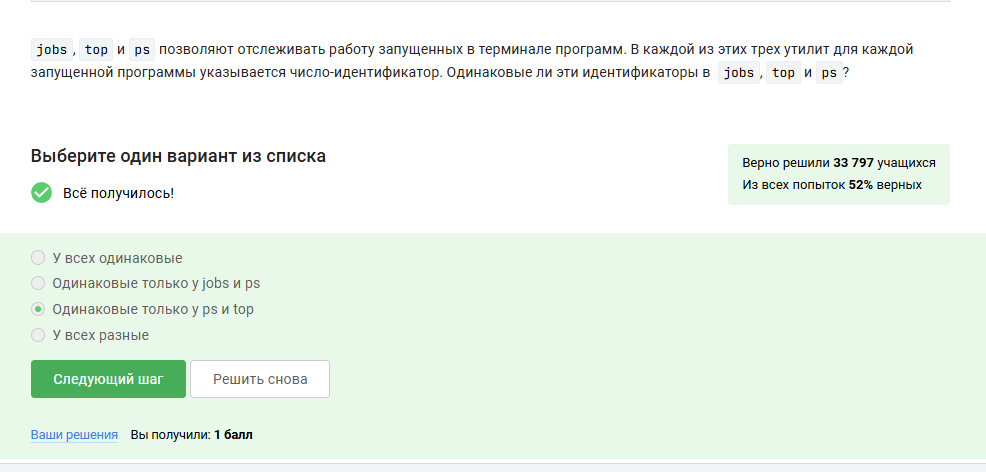 jobs, top и ps позволяют отслеживать работу запущенных в терминале программ. В каждой из этих трех утилит для каждой
запущенной программы указывается число-идентификатор. Одинаковые ли эти идентификаторы в jobs, top и ps?
Выберите один вариант из списка
Всё получилось!
Верно решили 33 797 учащихся
Из всех попыток 52% верных
У всех одинаковые
Одинаковые только у jobs и ps
Одинаковые только у ps и top
У всех разные
Следующий шаг
Решить снова
Ваши решения Вы получили: 1 балл